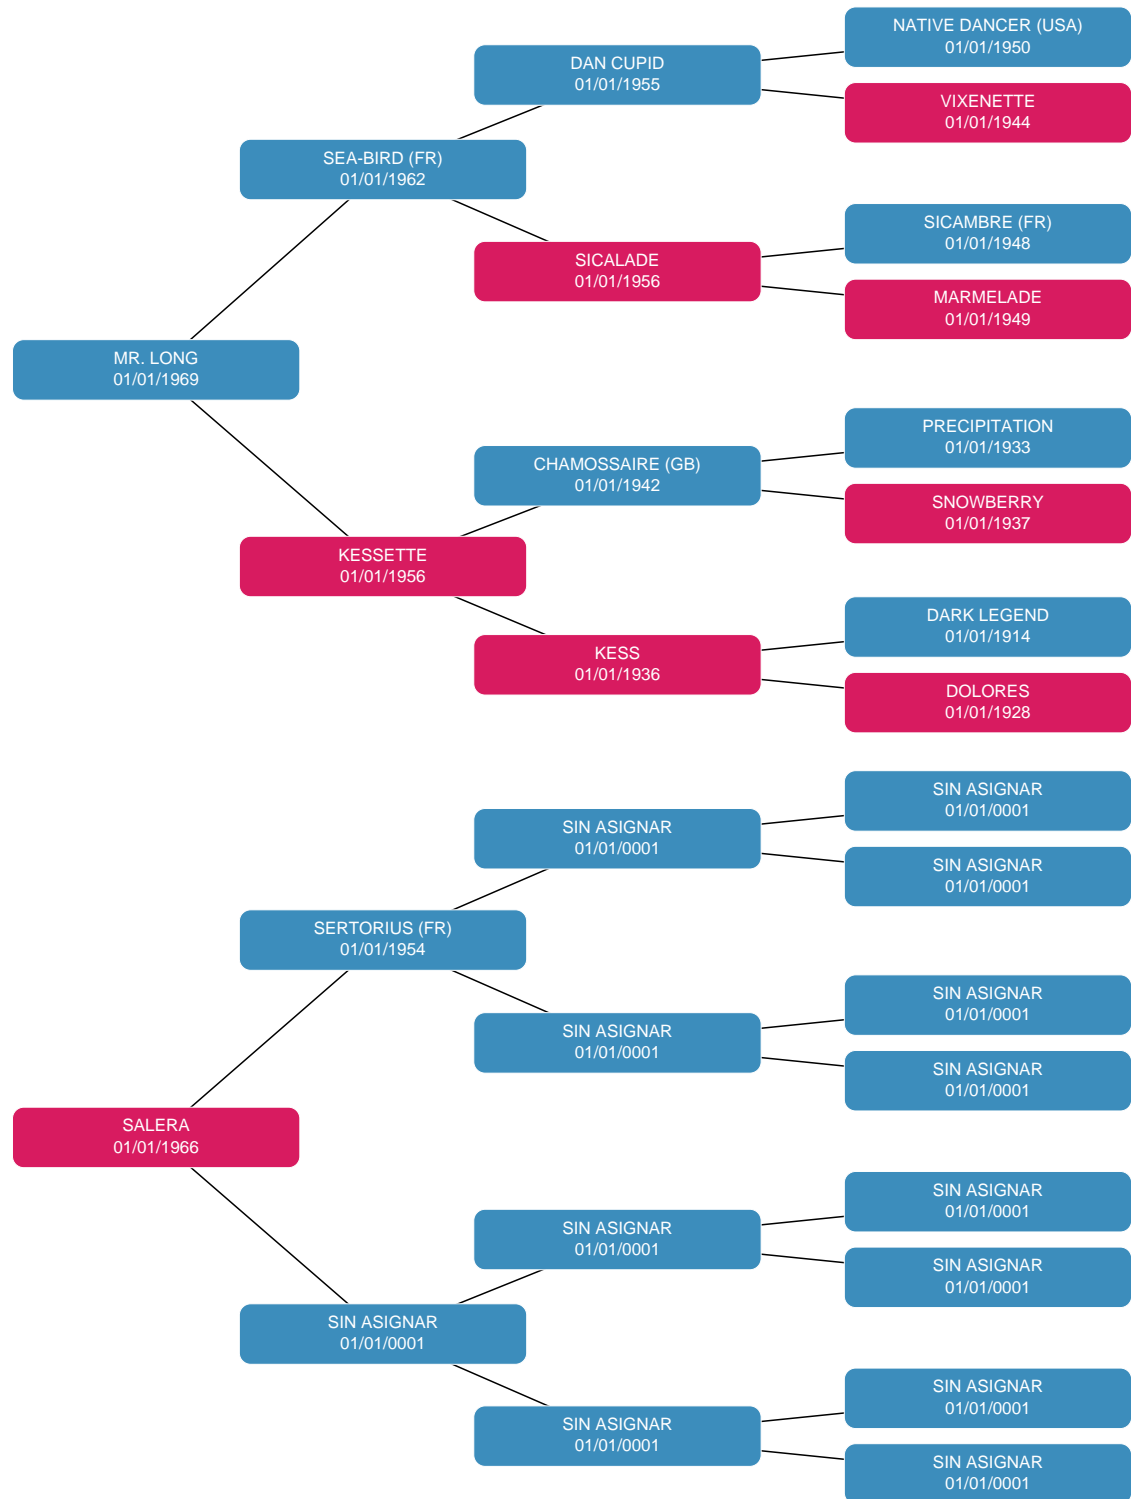 NATIVE DANCER (USA)
01/01/1950
DAN CUPID
01/01/1955
VIXENETTE
01/01/1944
SEA-BIRD (FR)
01/01/1962
SICAMBRE (FR)
01/01/1948
SICALADE
01/01/1956
MARMELADE
01/01/1949
MR. LONG
01/01/1969
PRECIPITATION
01/01/1933
CHAMOSSAIRE (GB)
01/01/1942
SNOWBERRY
01/01/1937
KESSETTE
01/01/1956
DARK LEGEND
01/01/1914
KESS
01/01/1936
DOLORES
01/01/1928
SIN ASIGNAR
01/01/0001
SIN ASIGNAR
01/01/0001
SIN ASIGNAR
01/01/0001
SERTORIUS (FR)
01/01/1954
SIN ASIGNAR
01/01/0001
SIN ASIGNAR
01/01/0001
SIN ASIGNAR
01/01/0001
SALERA
01/01/1966
SIN ASIGNAR
01/01/0001
SIN ASIGNAR
01/01/0001
SIN ASIGNAR
01/01/0001
SIN ASIGNAR
01/01/0001
SIN ASIGNAR
01/01/0001
SIN ASIGNAR
01/01/0001
SIN ASIGNAR
01/01/0001